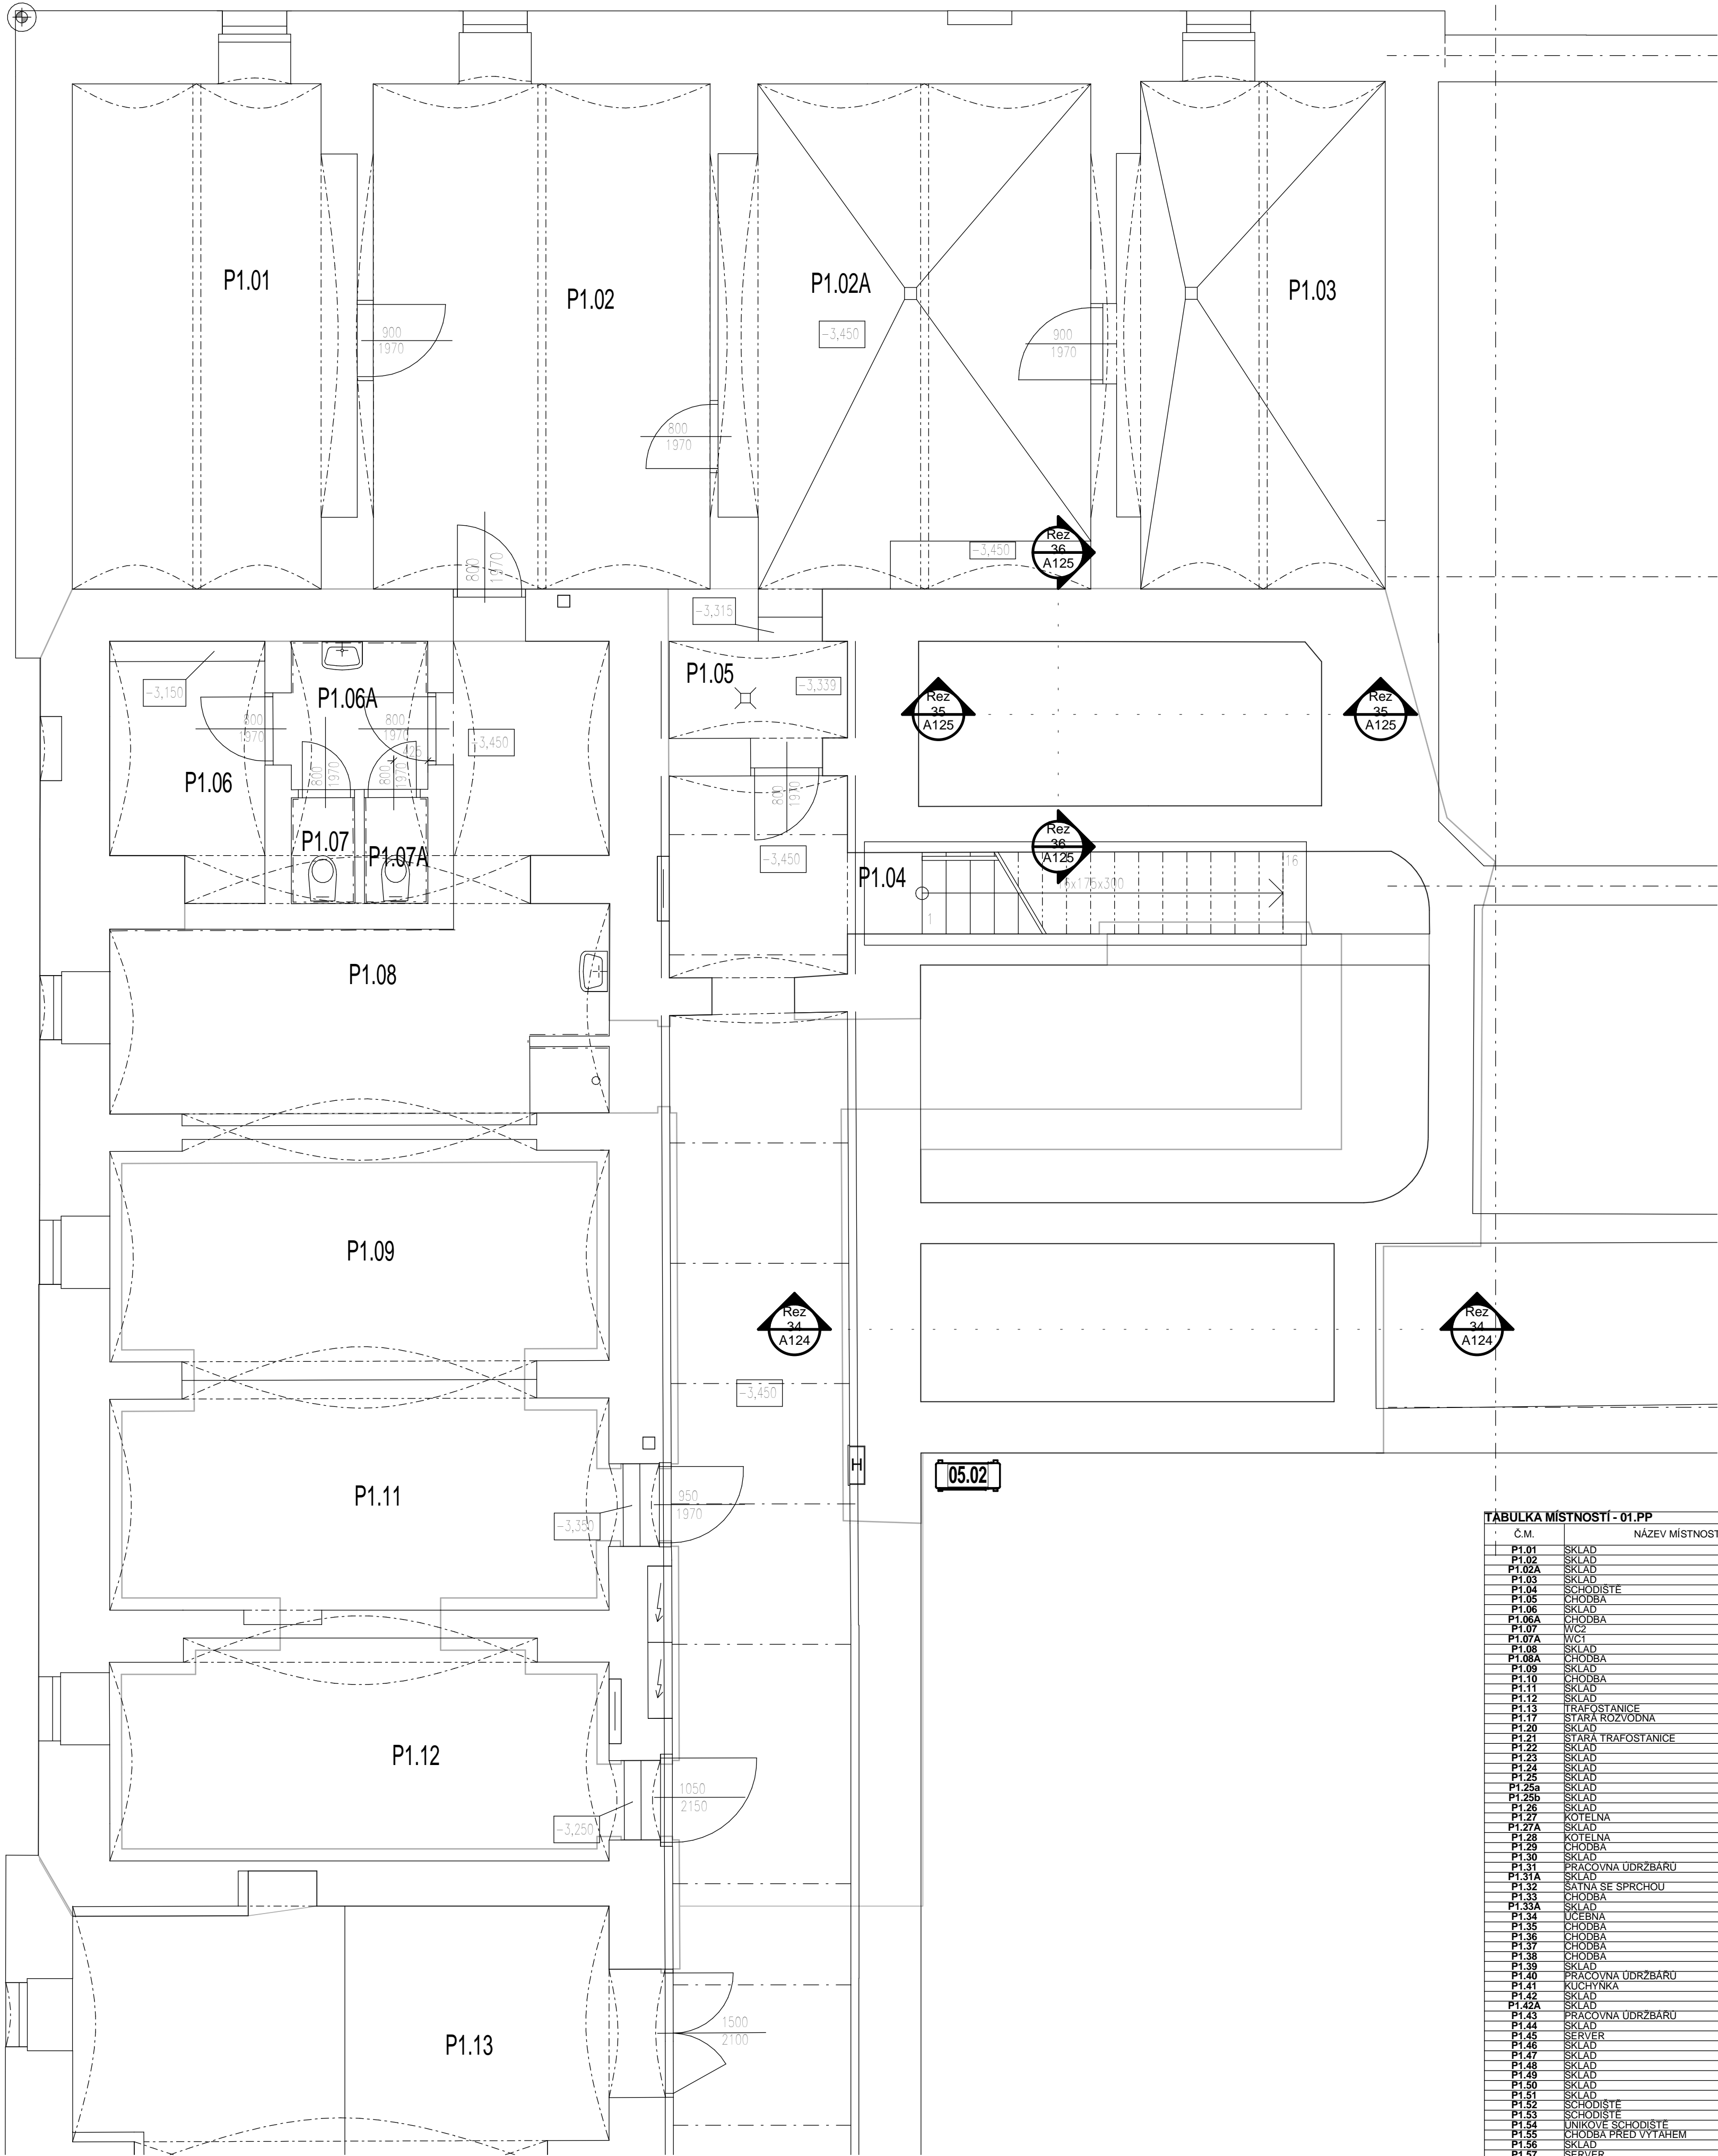 P1.01
P1.02
P1.02A
P1.03
-3,450
900
1970
900
1970
800
1970
800
1970
-3,450
Rez
36
A125
-3,315
P1.05
-3,339
-3,150
P1.06A
800
1970
800
1970
425
-3,450
800
1970
800
1970
P1.06
P1.07
P1.07A
Rez
35
A125
Rez
35
A125
800
1970
-3,450
Rez
36
A125
P1.04
16x175x300
16
1
P1.08
P1.09
Rez
34
A124
Rez
34
A124
-3,450
H
05.02
P1.11
950
1970
-3,350
P1.12
1050
2150
-3,250
P1.13
1500
2100
TABULKA MÍSTNOSTÍ - 01.PP
Č.M. NÁZEV MÍSTNOST
P1.01 SKLAD
P1.02 SKLAD
P1.02A SKLAD
P1.03 SKLAD
P1.04 SCHODIŠTĚ
P1.05 CHODBA
P1.06 SKLAD
P1.06A CHODBA
P1.07 WC2
P1.07A WC1
P1.08 SKLAD
P1.08A CHODBA
P1.09 SKLAD
P1.10 CHODBA
P1.11 SKLAD
P1.12 SKLAD
P1.13 TRAFOSTANICE
P1.17 STARÁ ROZVODNA
P1.20 SKLAD
P1.21 STARÁ TRAFOSTANICE
P1.22 SKLAD
P1.23 SKLAD
P1.24 SKLAD
P1.25 SKLAD
P1.25a SKLAD
P1.25b SKLAD
P1.26 SKLAD
P1.27 KOTELNA
P1.27A SKLAD
P1.28 KOTELNA
P1.29 CHODBA
P1.30 SKLAD
P1.31 PRACOVNA ÚDRŽBÁŘŮ
P1.31A SKLAD
P1.32 ŠATNA SE SPRCHOU
P1.33 CHODBA
P1.33A SKLAD
P1.34 UČEBNA
P1.35 CHODBA
P1.36 CHODBA
P1.37 CHODBA
P1.38 CHODBA
P1.39 SKLAD
P1.40 PRACOVNA ÚDRŽBÁŘŮ
P1.41 KUCHYŇKA
P1.42 SKLAD
P1.42A SKLAD
P1.43 PRACOVNA ÚDRŽBÁŘŮ
P1.44 SKLAD
P1.45 SERVER
P1.46 SKLAD
P1.47 SKLAD
P1.48 SKLAD
P1.49 SKLAD
P1.50 SKLAD
P1.51 SKLAD
P1.52 SCHODIŠTĚ
P1.53 SCHODIŠTĚ
P1.54 ÚNIKOVÉ SCHODIŠTĚ
P1.55 CHODBA PŘED VÝTAHEM
P1.56 SKLAD
P1.57 SERVER